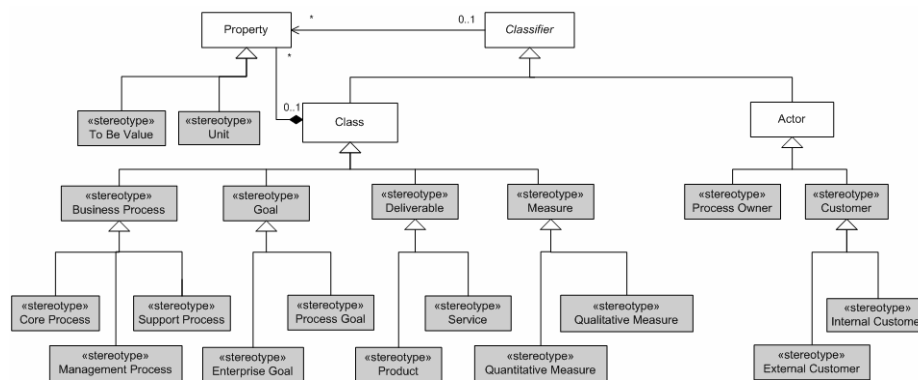 Property
*
0..1
Classifier
*
«stereotype»
To Be Value
«stereotype»
Unit
0..1
Class
Actor
«stereotype»
Business Process
«stereotype»
Goal
«stereotype»
Deliverable
«stereotype»
Measure
«stereotype»
Process Owner
«stereotype»
Customer
«stereotype»
Core Process
«stereotype»
Support Process
«stereotype»
Process Goal
«stereotype»
Service
«stereotype»
Qualitative Measure
«stereotype»
Internal Customer
«stereotype»
Management Process
«stereotype»
Enterprise Goal
«stereotype»
Product
«stereotype»
Quantitative Measure
«stereotype»
External Customer